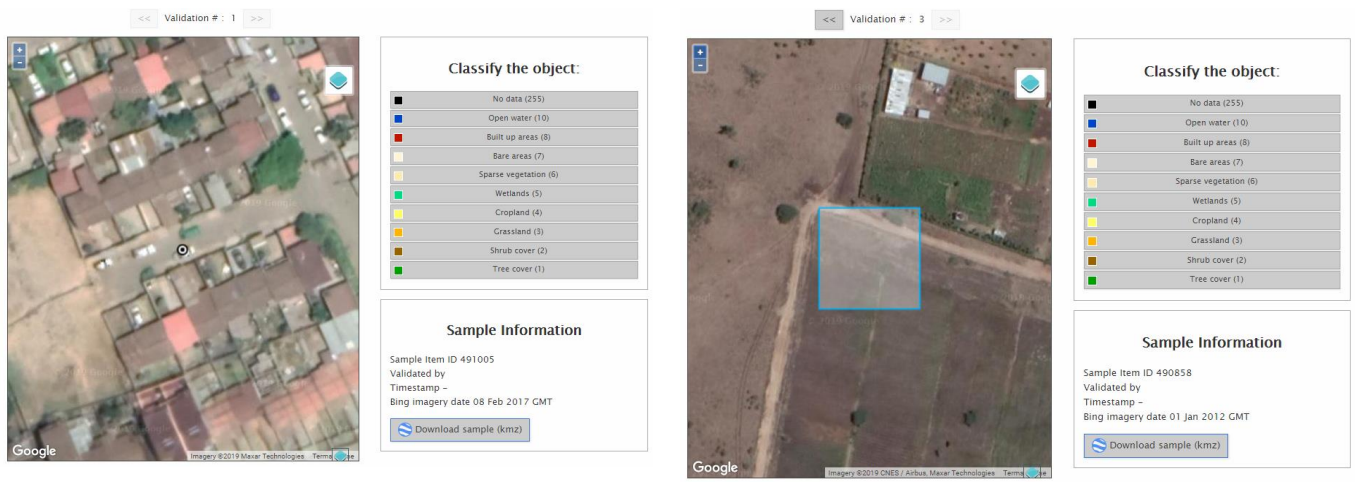 << Validation # : 1 >>
+
-
Google
Imagery ©2019 Maxar Technologies Terms
Classify the object:
No data (255)
Open water (10)
Built up areas (8)
Bare areas (7)
Sparse vegetation (6)
Wetlands (5)
Cropland (4)
Grassland (3)
Shrub cover (2)
Tree cover (1)
Sample Information
Sample Item ID 491005
Validated by
Timestamp –
Bing imagery date 08 Feb 2017 GMT
Download sample (kmz)
<< Validation # : 3 >>
+
-
Google
Imagery ©2019 CNES / Airbus, Maxar Technologies Terms
Classify the object:
No data (255)
Open water (10)
Built up areas (8)
Bare areas (7)
Sparse vegetation (6)
Wetlands (5)
Cropland (4)
Grassland (3)
Shrub cover (2)
Tree cover (1)
Sample Information
Sample Item ID 490858
Validated by
Timestamp –
Bing imagery date 01 Jan 2012 GMT
Download sample (kmz)